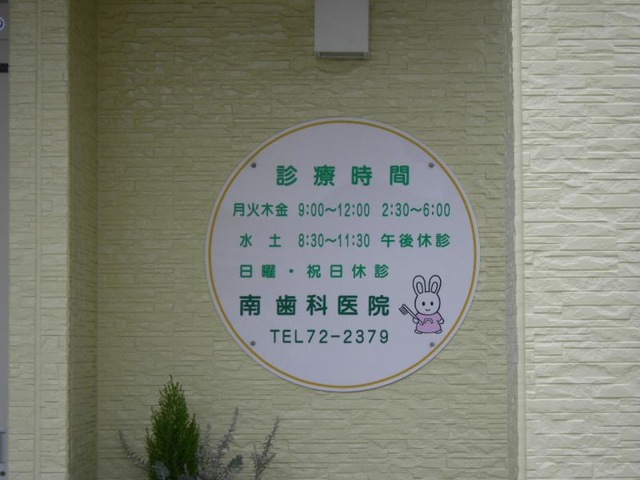 診療時間
月火木金 9:00～12:00 2:30～6:00
水 土 8:30～11:30 午後休診
日曜・祝日休診
南歯科医院
TEL72-2379